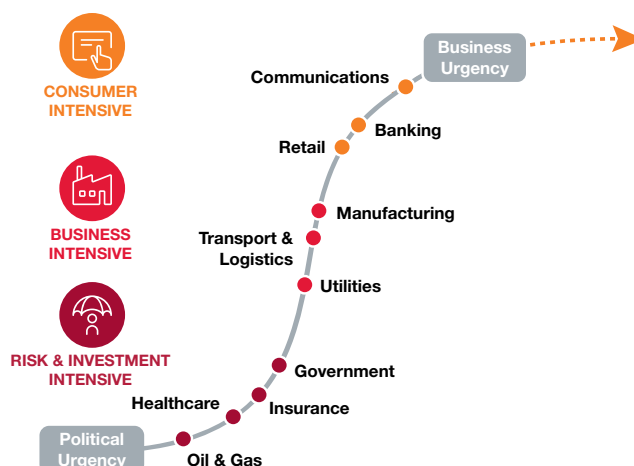 Business
Urgency
Communications
CONSUMER
INTENSIVE
Banking
Retail
Manufacturing
BUSINESS
INTENSIVE
Transport &
Logistics
Utilities
RISK & INVESTMENT
INTENSIVE
Government
Healthcare
Insurance
Political
Urgency
Oil & Gas